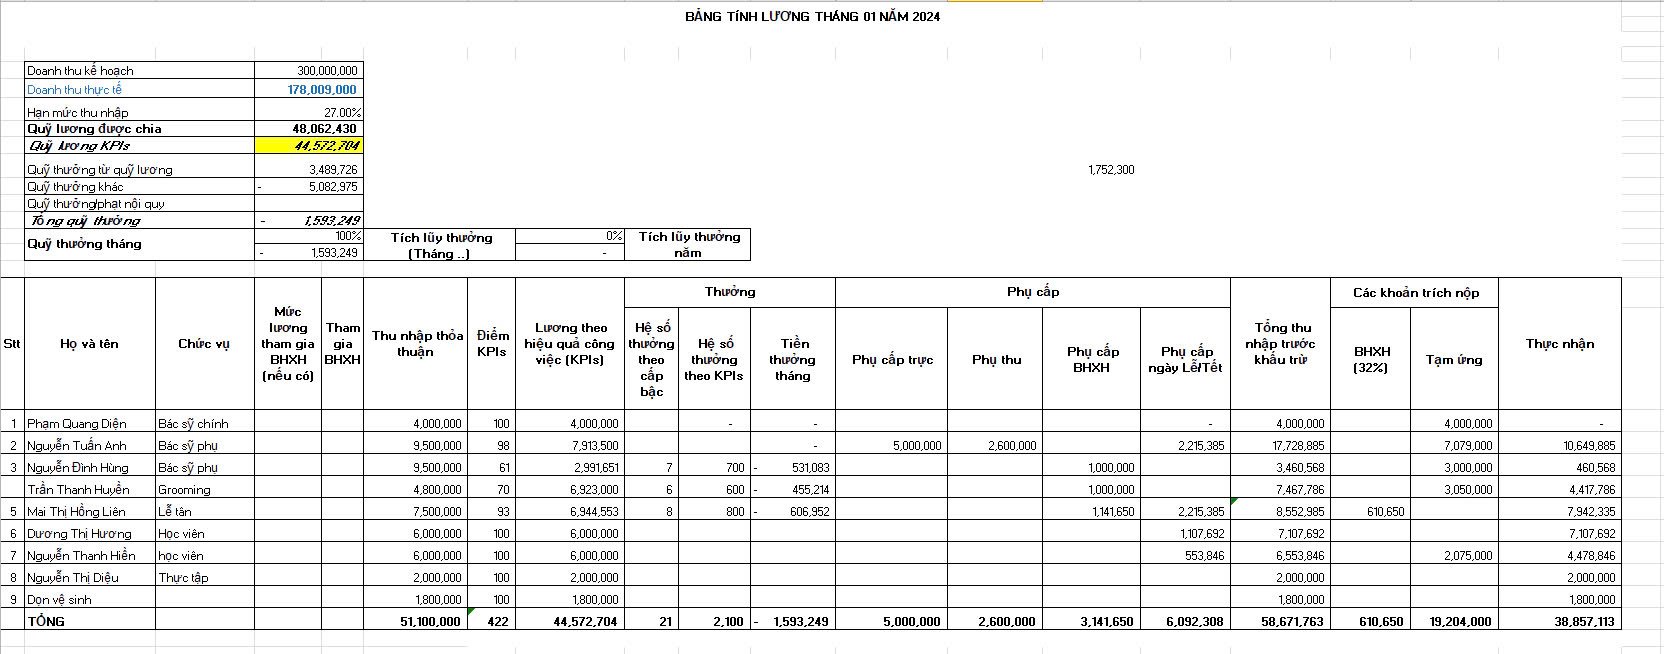 BẢNG TÍNH LƯƠNG THÁNG 01 NĂM 2024
Doanh thu kế hoạch 300,000,000
Doanh thu thực tế 178,009,000
Hạn mức thu nhập 27.00%
Quỹ lương được chia 48,062,430
Quỹ lương KPIs 44,572,704
Quỹ thưởng từ quỹ lương 3,489,726 1,752,300
Quỹ thưởng khác - 5,082,975
Quỹ thưởng/phạt nội quy
Tổng quỹ thưởng - 1,593,249
Quỹ thưởng tháng 100% Tích lũy thưởng (Tháng ..) 0% Tích lũy thưởng năm
- 1,593,249 -
Stt Họ và tên Chức vụ Mức lương tham gia BHXH (nếu có) Tham gia BHXH Thu nhập thỏa thuận Điểm KPIs Lương theo hiệu quả công việc (KPIs) Thưởng Phụ cấp Tổng thu nhập trước khấu trừ Các khoản trích nộp Thực nhận
Hệ số thưởng theo cấp bậc Hệ số thưởng theo KPIs Tiền thưởng tháng Phụ cấp trực Phụ thu Phụ cấp BHXH Phụ cấp ngày Lễ/Tết BHXH (32%) Tạm ứng
1 Phạm Quang Diện Bác sỹ chính 4,000,000 100 4,000,000 - - - 4,000,000 4,000,000 -
2 Nguyễn Tuấn Anh Bác sỹ phụ 9,500,000 98 7,913,500 - 5,000,000 2,600,000 2,215,385 17,728,885 7,079,000 10,649,885
3 Nguyễn Đình Hùng Bác sỹ phụ 9,500,000 61 2,991,651 7 700 - 531,083 1,000,000 3,460,568 3,000,000 460,568
Trần Thanh Huyền Grooming 4,800,000 70 6,923,000 6 600 - 455,214 1,000,000 7,467,786 3,050,000 4,417,786
5 Mai Thị Hồng Liên Lễ tân 7,500,000 93 6,944,553 8 800 - 606,952 1,141,650 2,215,385 8,552,985 610,650 7,942,335
6 Dương Thị Hương Học viên 6,000,000 100 6,000,000 1,107,692 7,107,692 7,107,692
7 Nguyễn Thanh Hiền học viên 6,000,000 100 6,000,000 553,846 6,553,846 2,075,000 4,478,846
8 Nguyễn Thị Diệu Thực tập 2,000,000 100 2,000,000 2,000,000 2,000,000
9 Dọn vệ sinh 1,800,000 100 1,800,000 1,800,000 1,800,000
TỔNG 51,100,000 422 44,572,704 21 2,100 - 1,593,249 5,000,000 2,600,000 3,141,650 6,092,308 58,671,763 610,650 19,204,000 38,857,113